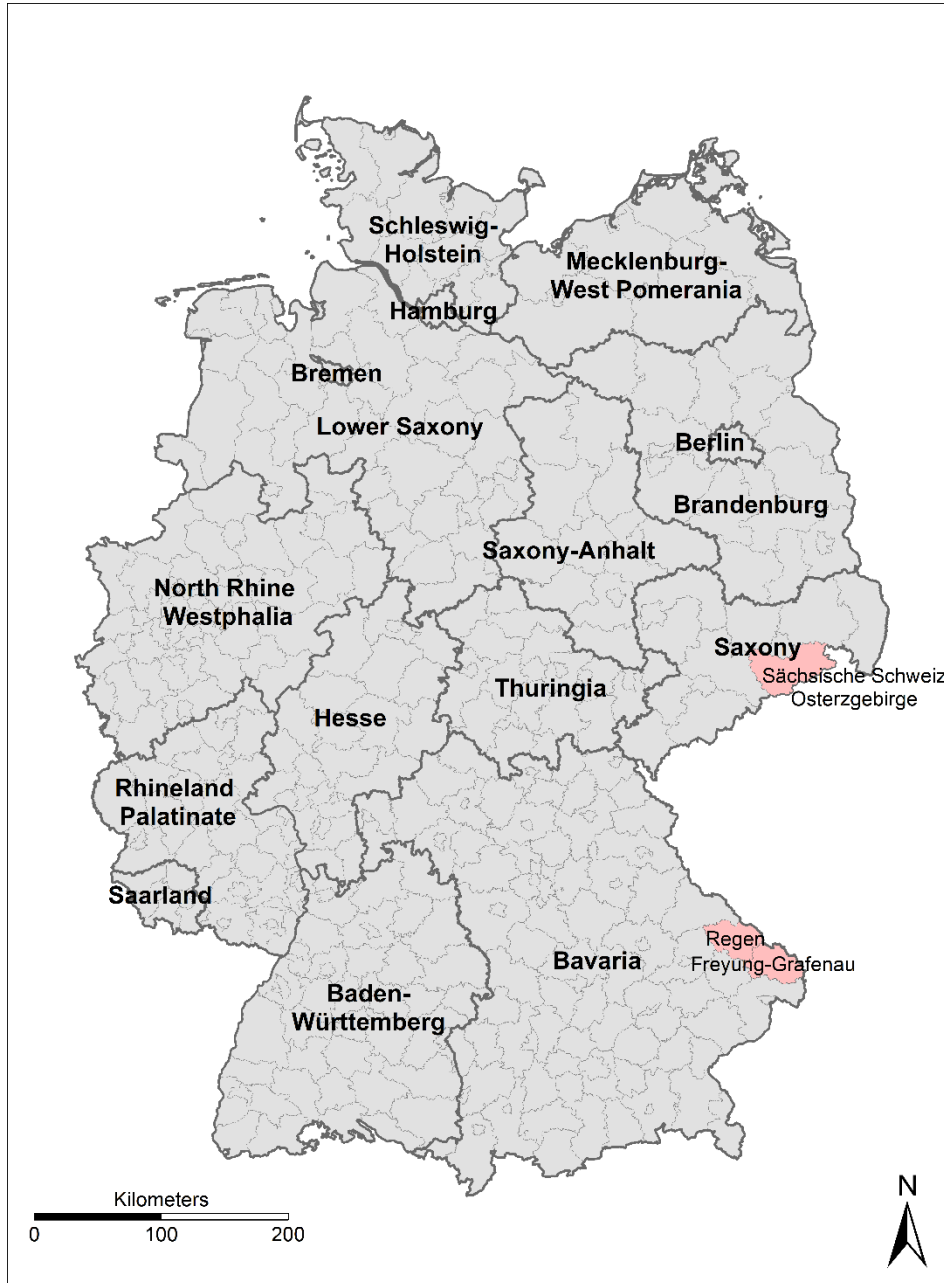 Schleswig-
Holstein
Mecklenburg-
West Pomerania
Hamburg
Bremen
Lower Saxony
Berlin
Brandenburg
Saxony-Anhalt
North Rhine
Westphalia
Saxony
Sächsische Schweiz
Osterzgebirge
Thuringia
Hesse
Rhineland
Palatinate
Saarland
Regen
Freyung-Grafenau
Bavaria
Baden-
Württemberg
Kilometers
0 100 200
N